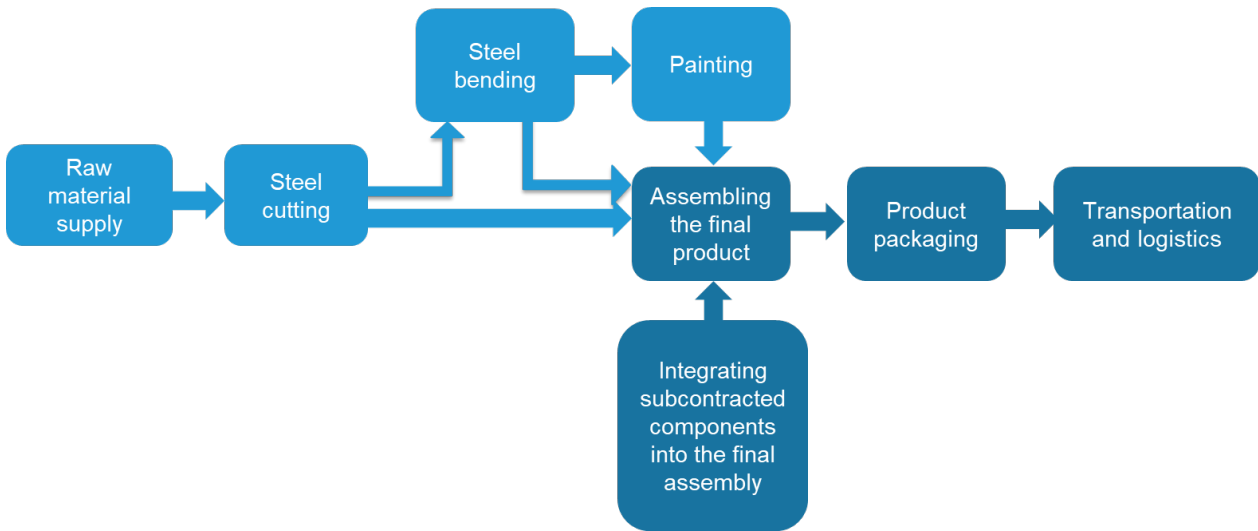 Steel
bending
Painting
Raw
material
supply
Steel
cutting
Assembling
the final
product
Product
packaging
Transportation
and logistics
Integrating
subcontracted
components
into the final
assembly